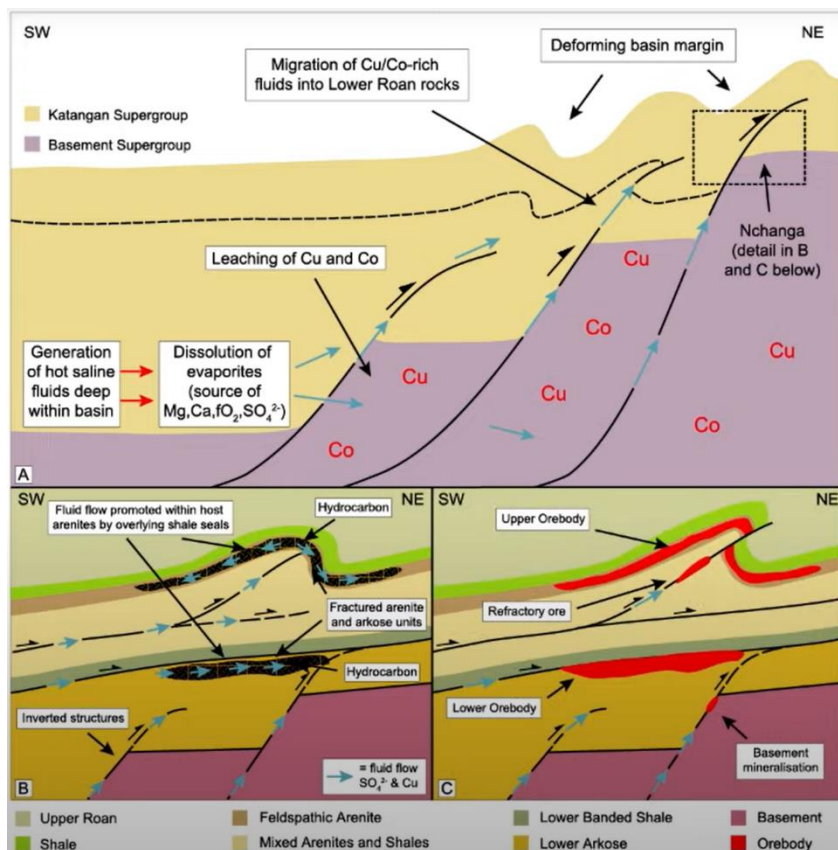 SW
NE
Migration of Cu/Co-rich
fluids into Lower Roan rocks
Deforming basin margin
Katangan Supergroup
Basement Supergroup
Leaching of Cu and Co
Nchanga
(detail in B
and C below)
Generation
of hot saline
fluids deep
within basin
Dissolution of
evaporites
(source of
Mg,Ca,fO₂,SO₄²⁻)
Cu
Co
Cu
Co
Cu
Cu
Co
A
SW
NE
Fluid flow promoted within host
arenites by overlying shale seals
Hydrocarbon
Fractured arenite
and arkose units
Hydrocarbon
Inverted structures
= fluid flow
SO₄²⁻ & Cu
B
SW
NE
Upper Orebody
Refractory ore
Lower Orebody
Basement
mineralisation
C
Upper Roan
Feldspathic Arenite
Lower Banded Shale
Basement
Shale
Mixed Arenites and Shales
Lower Arkose
Orebody